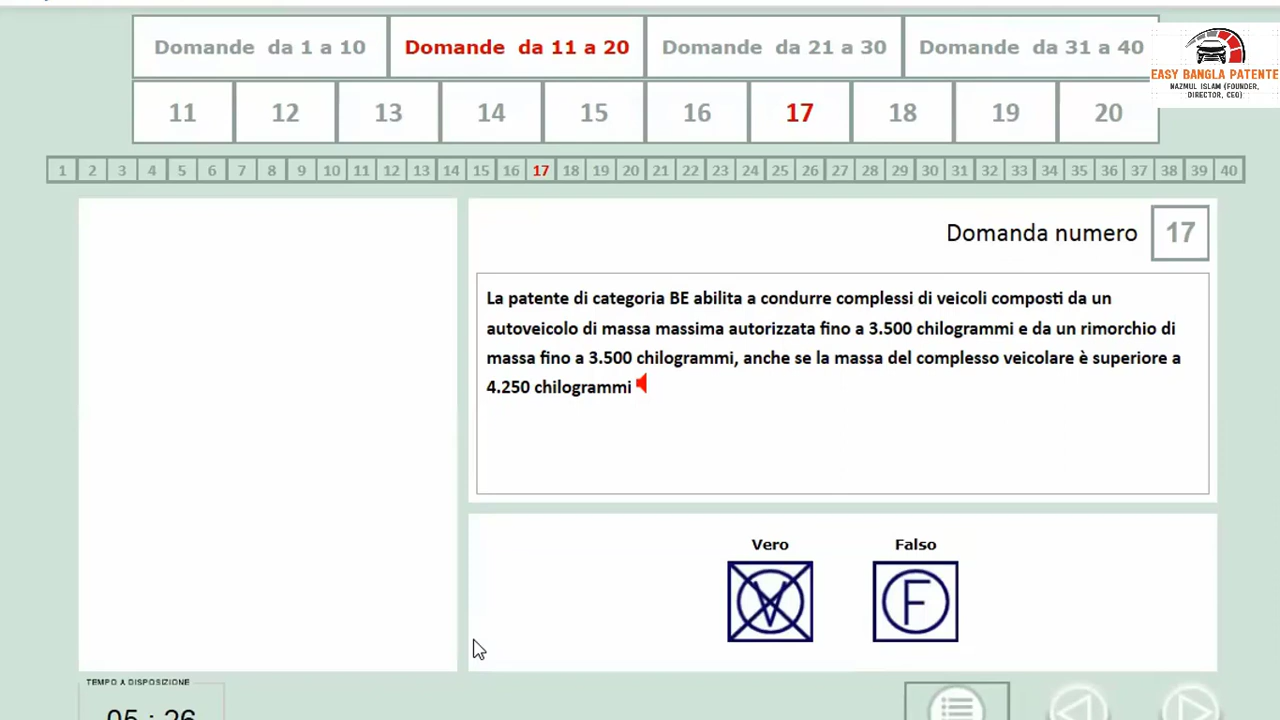 Domande da 1 a 10
Domande da 11 a 20
Domande da 21 a 30
Domande da 31 a 40
EASY BANGLA PATENTE
NAZMUL ISLAM (FOUNDER,
DIRECTOR, CEO)
11 12 13 14 15 16 17 18 19 20
1 2 3 4 5 6 7 8 9 10 11 12 13 14 15 16 17 18 19 20 21 22 23 24 25 26 27 28 29 30 31 32 33 34 35 36 37 38 39 40
Domanda numero 17
La patente di categoria BE abilita a condurre complessi di veicoli composti da un
autoveicolo di massa massima autorizzata fino a 3.500 chilogrammi e da un rimorchio di
massa fino a 3.500 chilogrammi, anche se la massa del complesso veicolare è superiore a
4.250 chilogrammi
Vero Falso
V F
TEMPO A DISPOSIZIONE
05 : 26